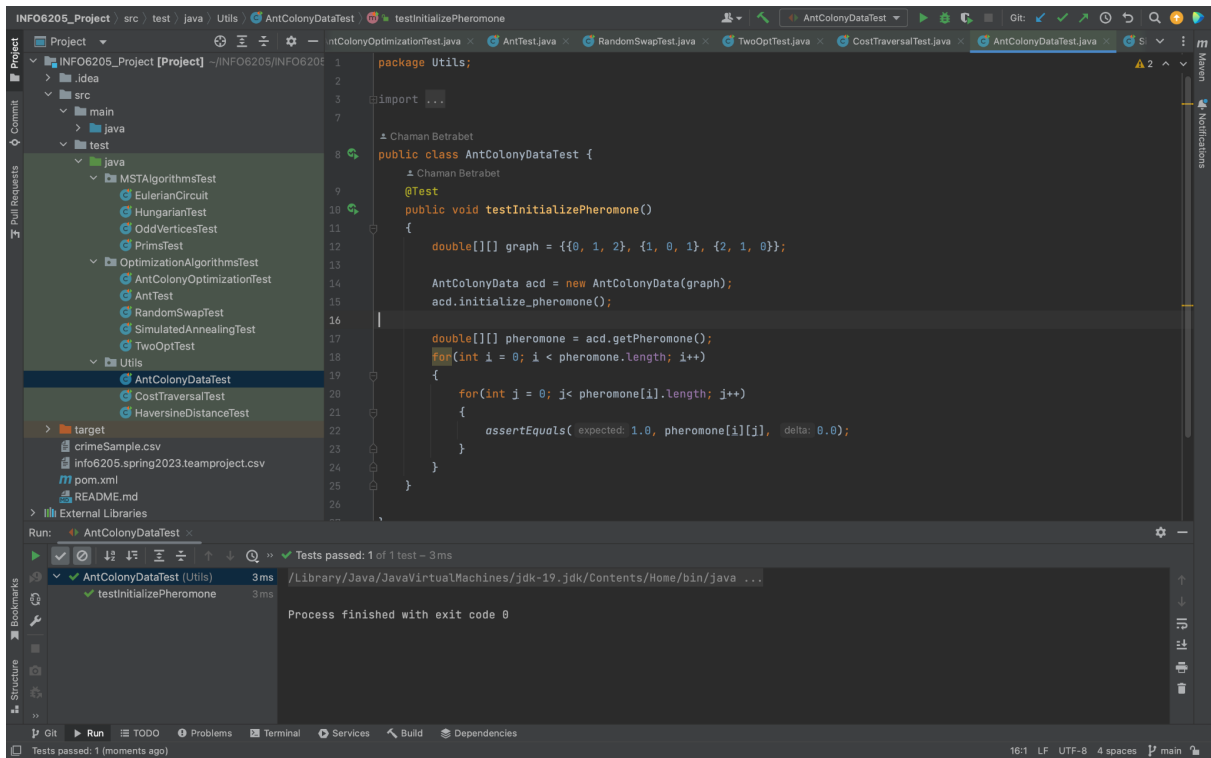 INFO6205_Project 〉 src 〉 test 〉 java 〉 Utils 〉 AntColonyDataTest 〉 testInitializePheromone
AntColonyDataTest
Git:
Project
ntColonyOptimizationTest.java
AntTest.java
RandomSwapTest.java
TwoOptTest.java
CostTraversalTest.java
AntColonyDataTest.java
Project
Commit
Pull Requests
INFO6205_Project [Project] ~/INFO6205/INFO6205
.idea
src
main
java
test
java
MSTAlgorithmsTest
EulerianCircuit
HungarianTest
OddVerticesTest
PrimsTest
OptimizationAlgorithmsTest
AntColonyOptimizationTest
AntTest
RandomSwapTest
SimulatedAnnealingTest
TwoOptTest
Utils
AntColonyDataTest
CostTraversalTest
HaversineDistanceTest
target
crimeSample.csv
info6205.spring2023.teamproject.csv
pom.xml
README.md
External Libraries
1 package Utils;
2
3 import ...
7
Chaman Betrabet
8 public class AntColonyDataTest {
Chaman Betrabet
9 @Test
10 public void testInitializePheromone()
11 {
12 double[][] graph = {{0, 1, 2}, {1, 0, 1}, {2, 1, 0}};
13
14 AntColonyData acd = new AntColonyData(graph);
15 acd.initialize_pheromone();
16
17 double[][] pheromone = acd.getPheromone();
18 for(int i = 0; i < pheromone.length; i++)
19 {
20 for(int j = 0; j< pheromone[i].length; j++)
21 {
22 assertEquals( expected: 1.0, pheromone[i][j], delta: 0.0);
23 }
24 }
25 }
26
2
Maven
Notifications
Run: AntColonyDataTest
Tests passed: 1 of 1 test – 3 ms
AntColonyDataTest (Utils) 3 ms
testInitializePheromone 3 ms
/Library/Java/JavaVirtualMachines/jdk-19.jdk/Contents/Home/bin/java ...
Process finished with exit code 0
Bookmarks
Structure
Git
Run
TODO
Problems
Terminal
Services
Build
Dependencies
Tests passed: 1 (moments ago)
16:1 LF UTF-8 4 spaces main